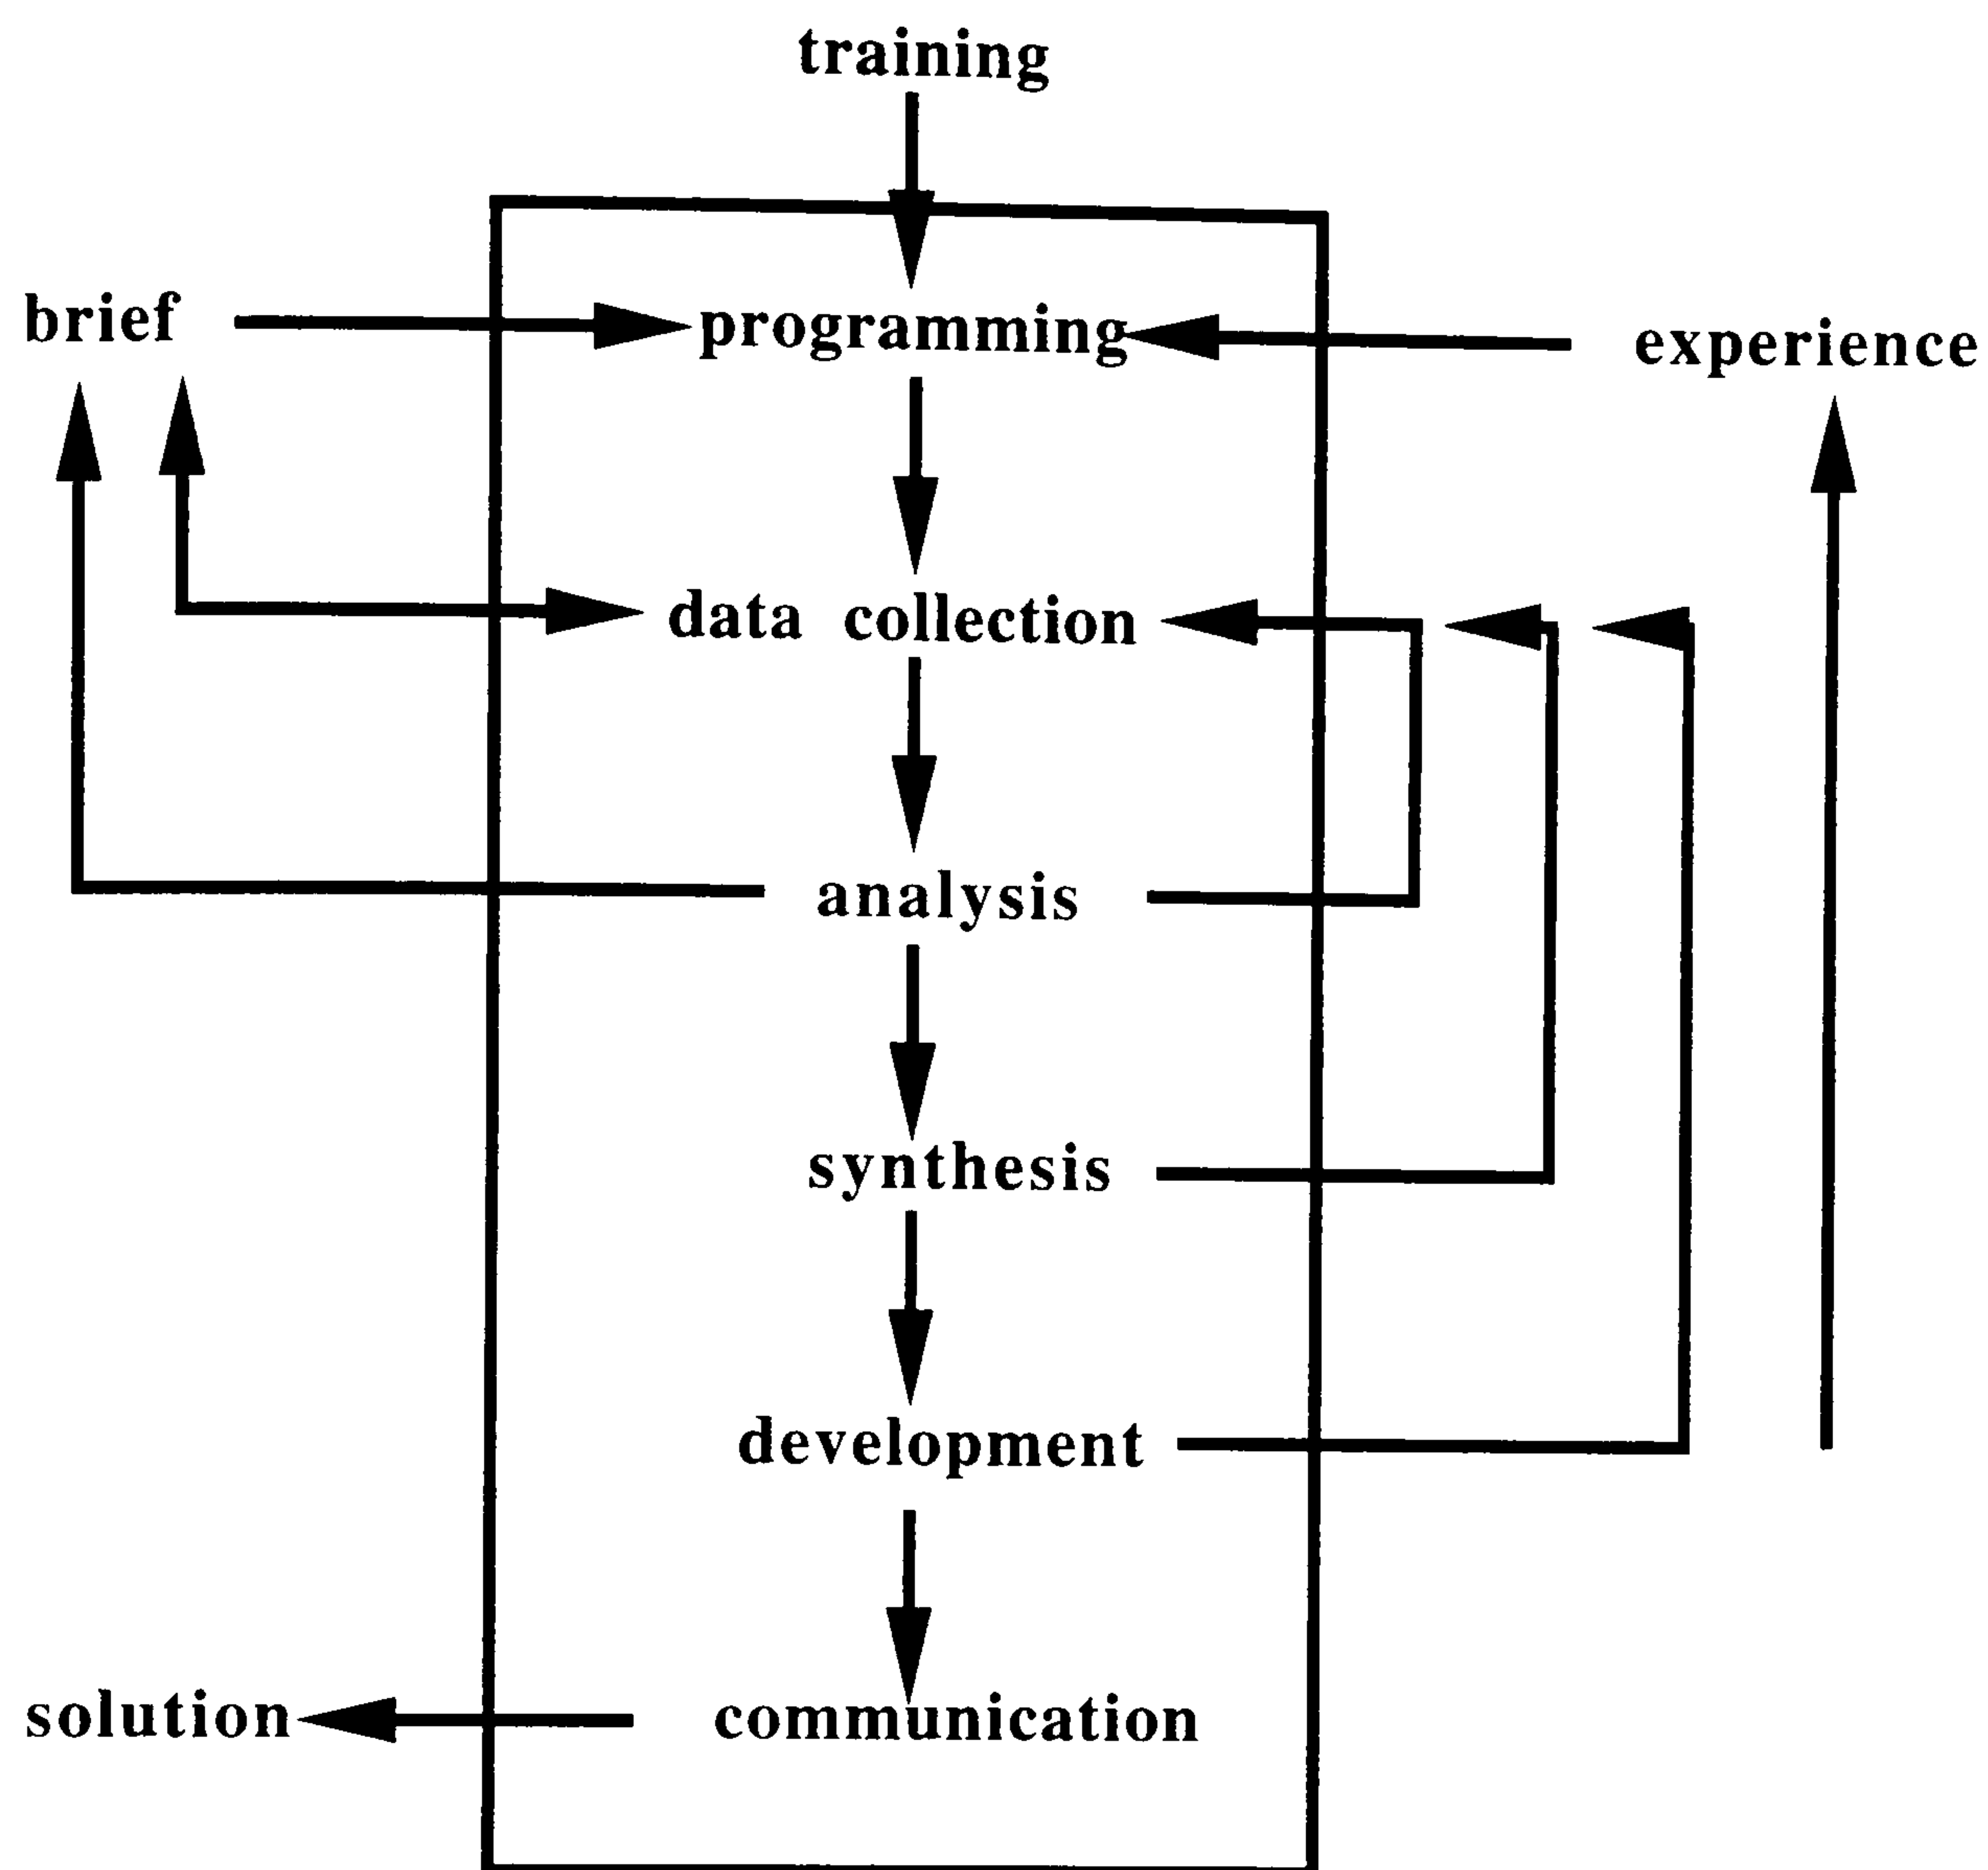 training
brief programming experience
data collection
analysis
synthesis
development
solution communication